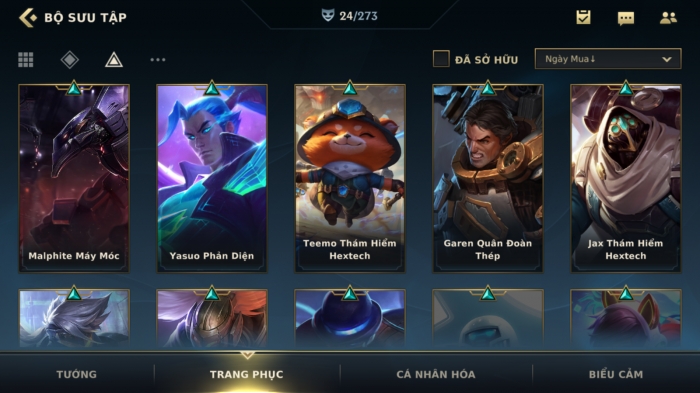 BỘ SƯU TẬP
24/273
ĐÃ SỞ HỮU
Ngày Mua↓
Malphite Máy Móc
Yasuo Phản Diện
Teemo Thám Hiểm
Hextech
Garen Quân Đoàn
Thép
Jax Thám Hiểm
Hextech
TƯỚNG
TRANG PHỤC
CÁ NHÂN HÓA
BIỂU CẢM